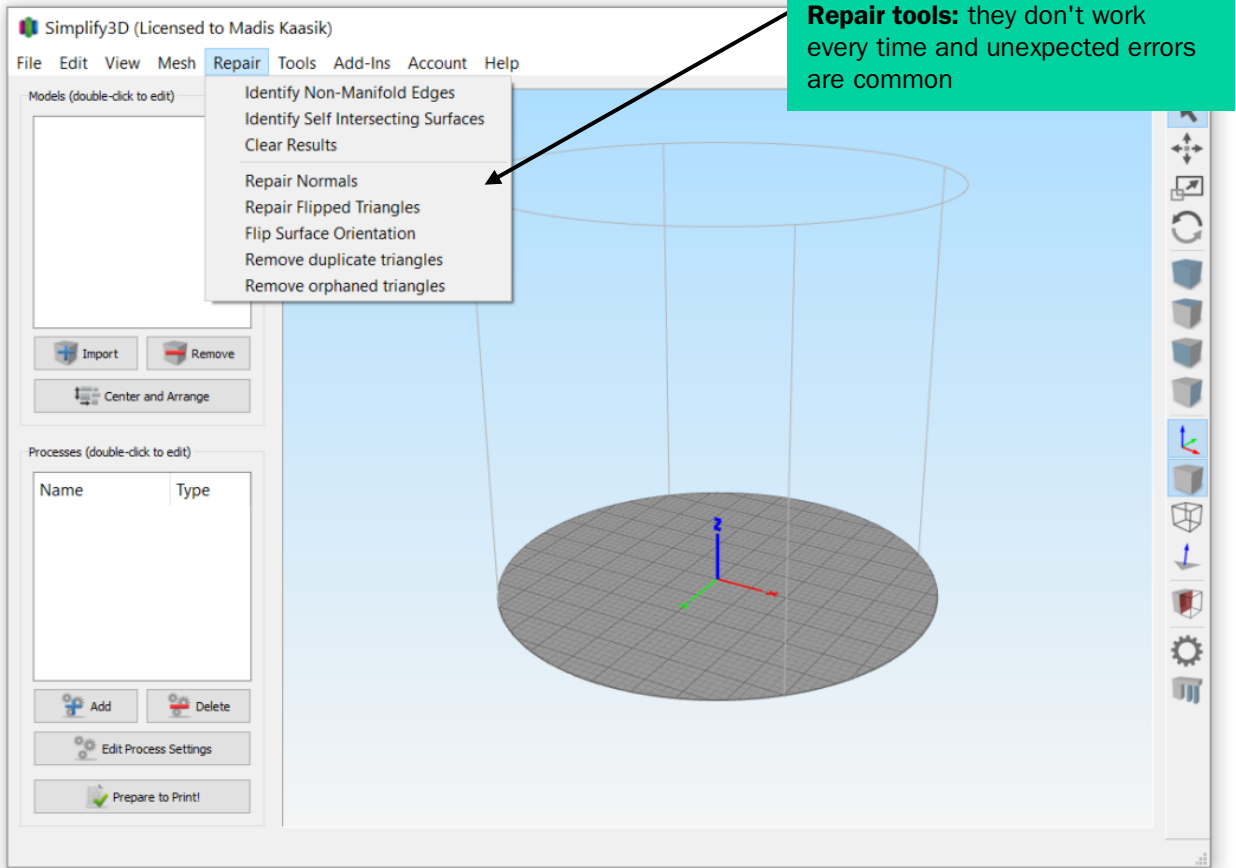 Simplify3D (Licensed to Madis Kaasik)
Repair tools: they don't work
every time and unexpected errors
are common
File Edit View Mesh Repair Tools Add-Ins Account Help
Models (double-click to edit)
Identify Non-Manifold Edges
Identify Self Intersecting Surfaces
Clear Results
Repair Normals
Repair Flipped Triangles
Flip Surface Orientation
Remove duplicate triangles
Remove orphaned triangles
Import Remove
Center and Arrange
Processes (double-click to edit)
Name Type
Add Delete
Edit Process Settings
Prepare to Print!